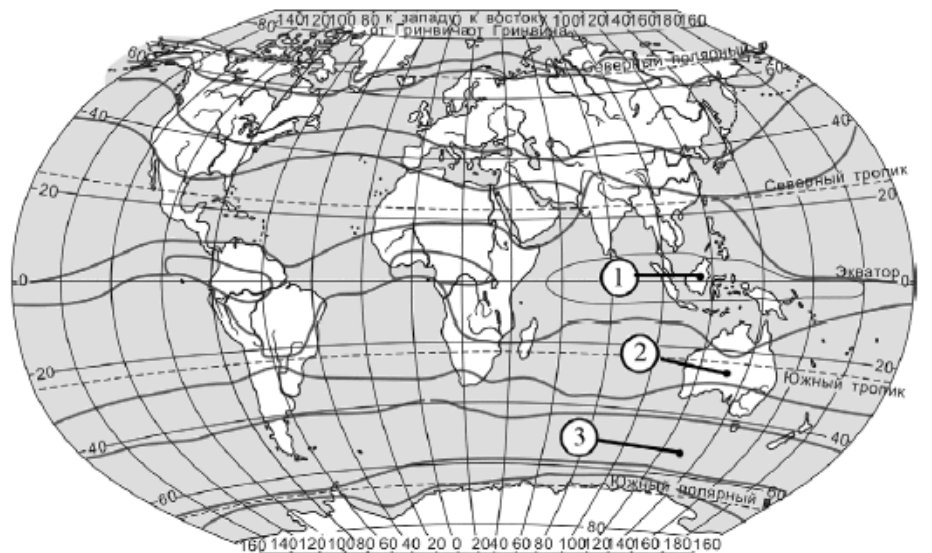 80 140 120 100 80 к западу 0 к востоку 100 120 140 160 180 160
от Гринвича от Гринвича
60 Северный полярный 60
40 40
Северный тропик
20 20
Экватор
0 0
1
2
20 20
Южный тропик
3
40 40
Южный полярный
60 60
80
160 140 120 100 80 60 40 20 0 20 40 60 80 100 120 140 160 180 160